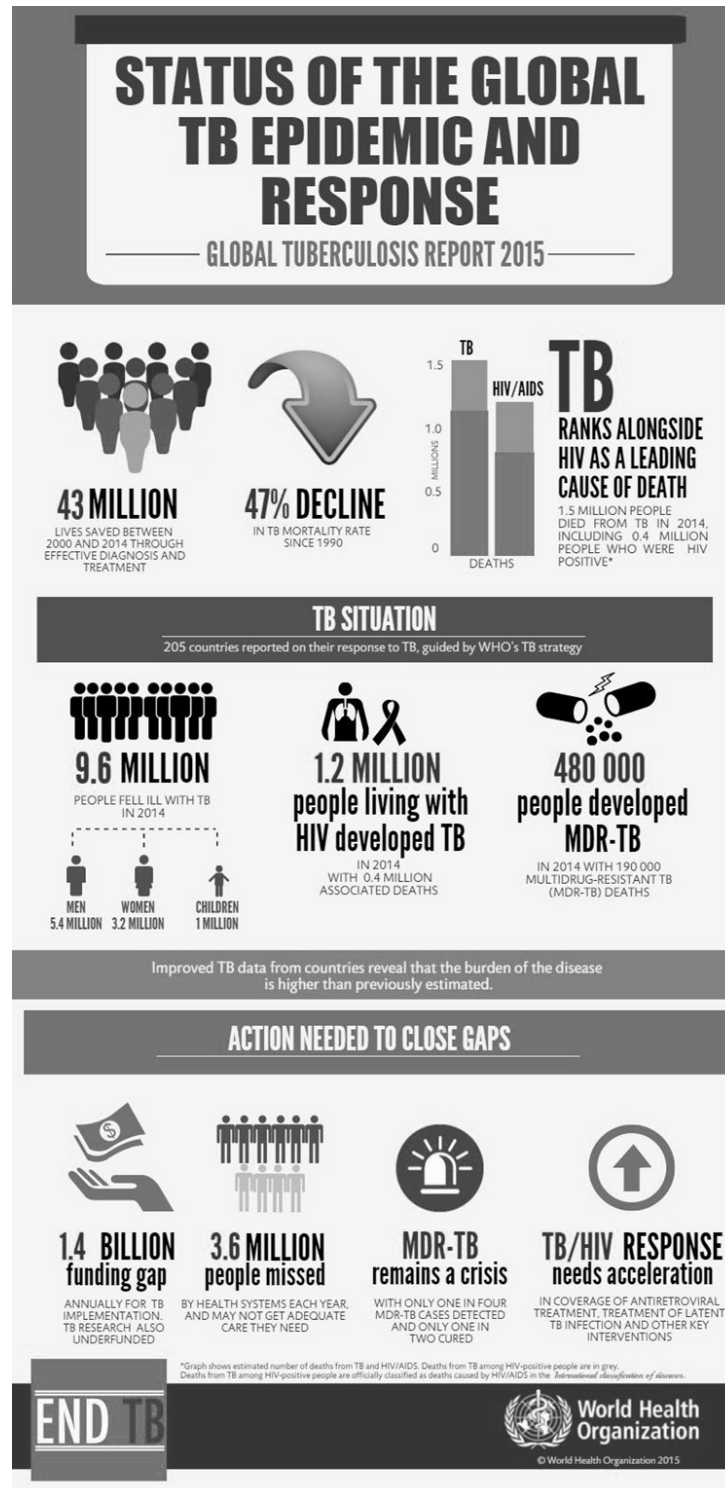 STATUS OF THE GLOBAL
TB EPIDEMIC AND
RESPONSE
GLOBAL TUBERCULOSIS REPORT 2015
43 MILLION
LIVES SAVED BETWEEN
2000 AND 2014 THROUGH
EFFECTIVE DIAGNOSIS AND
TREATMENT
47% DECLINE
IN TB MORTALITY RATE
SINCE 1990
TB
HIV/AIDS
1.5
1.0
0.5
0
MILLIONS
DEATHS
TB
RANKS ALONGSIDE
HIV AS A LEADING
CAUSE OF DEATH
1.5 MILLION PEOPLE
DIED FROM TB IN 2014,
INCLUDING 0.4 MILLION
PEOPLE WHO WERE HIV
POSITIVE*
TB SITUATION
205 countries reported on their response to TB, guided by WHO's TB strategy
9.6 MILLION
PEOPLE FELL ILL WITH TB
IN 2014
MEN
5.4 MILLION
WOMEN
3.2 MILLION
CHILDREN
1 MILLION
1.2 MILLION
people living with
HIV developed TB
IN 2014
WITH 0.4 MILLION
ASSOCIATED DEATHS
480 000
people developed
MDR-TB
IN 2014 WITH 190 000
MULTIDRUG-RESISTANT TB
(MDR-TB) DEATHS
Improved TB data from countries reveal that the burden of the disease
is higher than previously estimated.
ACTION NEEDED TO CLOSE GAPS
$
1.4 BILLION
funding gap
ANNUALLY FOR TB
IMPLEMENTATION.
TB RESEARCH ALSO
UNDERFUNDED
3.6 MILLION
people missed
BY HEALTH SYSTEMS EACH YEAR,
AND MAY NOT GET ADEQUATE
CARE THEY NEED
MDR-TB
remains a crisis
WITH ONLY ONE IN FOUR
MDR-TB CASES DETECTED
AND ONLY ONE IN
TWO CURED
TB/HIV RESPONSE
needs acceleration
IN COVERAGE OF ANTIRETROVIRAL
TREATMENT, TREATMENT OF LATENT
TB INFECTION AND OTHER KEY
INTERVENTIONS
*Graph shows estimated number of deaths from TB and HIV/AIDS. Deaths from TB among HIV-positive people are in grey.
Deaths from TB among HIV-positive people are officially classified as deaths caused by HIV/AIDS in the International classification of diseases.
END TB
World Health
Organization
© World Health Organization 2015